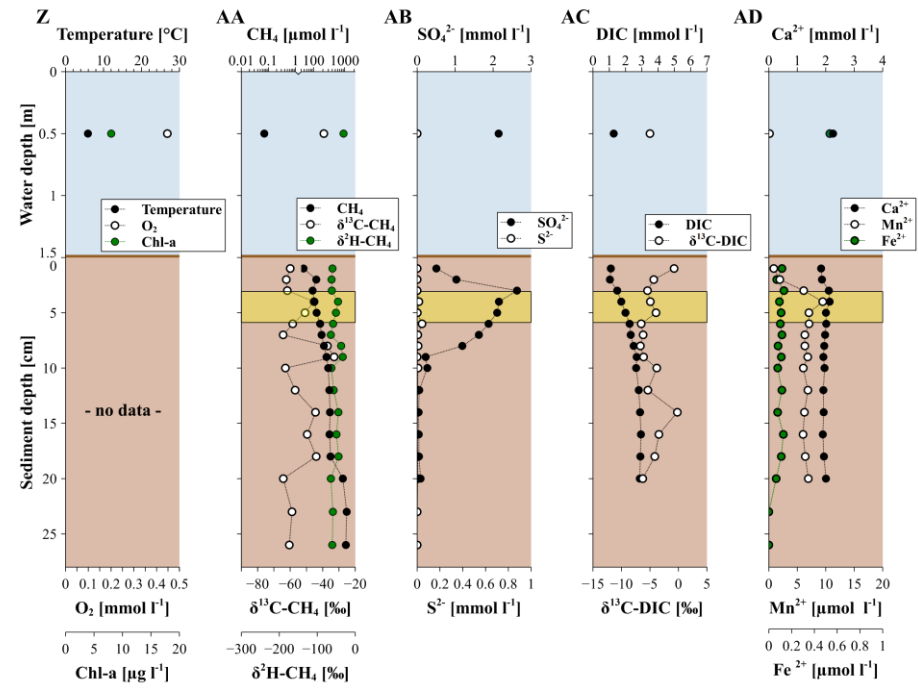 Z AA AB AC AD
Temperature [°C] CH₄ [µmol l⁻¹] SO₄²⁻ [mmol l⁻¹] DIC [mmol l⁻¹] Ca²⁺ [mmol l⁻¹]
0 10 20 30 0.01 1 100 1000 0 1 2 3 0 1 2 3 4 5 6 7 0 1 2 3 4
Water depth [m]
0
0.5
1
1.5
Temperature
O₂
Chl-a
CH₄
δ¹³C-CH₄
δ²H-CH₄
SO₄²⁻
S²⁻
DIC
δ¹³C-DIC
Ca²⁺
Mn²⁺
Fe²⁺
Sediment depth [cm]
0
5
10
15
20
25
- no data -
0 0.1 0.2 0.3 0.4 0.5 −80 −60 −40 −20 0 0.2 0.4 0.6 0.8 1 −15 −10 −5 0 5 0 5 10 15 20
O₂ [mmol l⁻¹] δ¹³C-CH₄ [‰] S²⁻ [mmol l⁻¹] δ¹³C-DIC [‰] Mn²⁺ [µmol l⁻¹]
0 5 10 15 20 −300 −200 −100 0 0 0.2 0.4 0.6 0.8 1
Chl-a [µg l⁻¹] δ²H-CH₄ [‰] Fe ²⁺ [µmol l⁻¹]